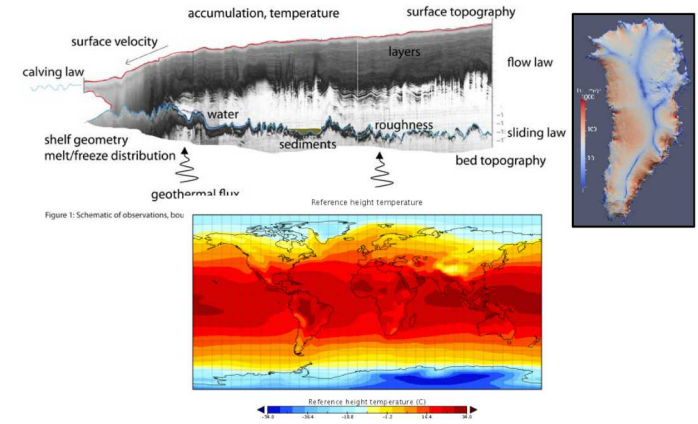 accumulation, temperature
surface topography
surface velocity
layers
calving law
flow law
water
roughness
sliding law
shelf geometry
sediments
melt/freeze distribution
bed topography
geothermal flux
Figure 1: Schematic of observations, bou
Reference height temperature
Reference height temperature (C)